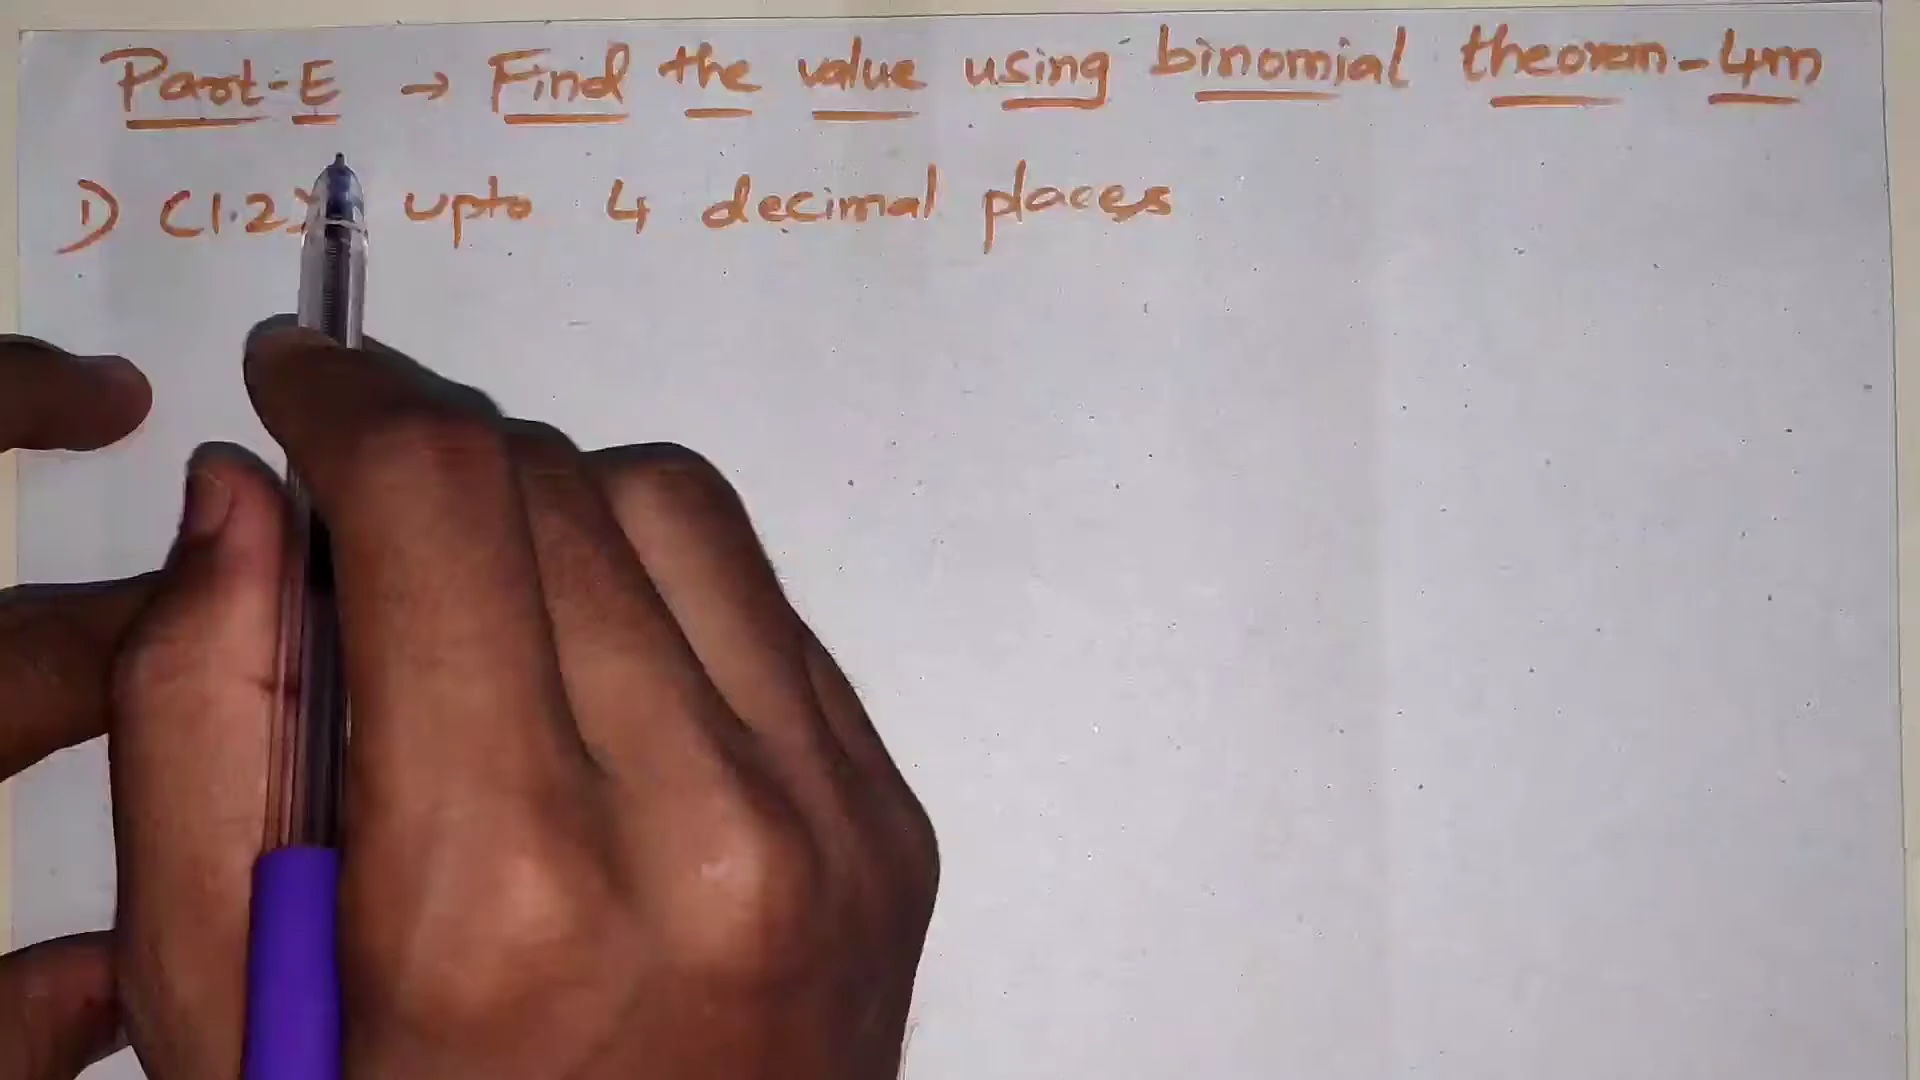 Part-E → Find the value using binomial theorem - 4m
1) (1.2) upto 4 decimal places